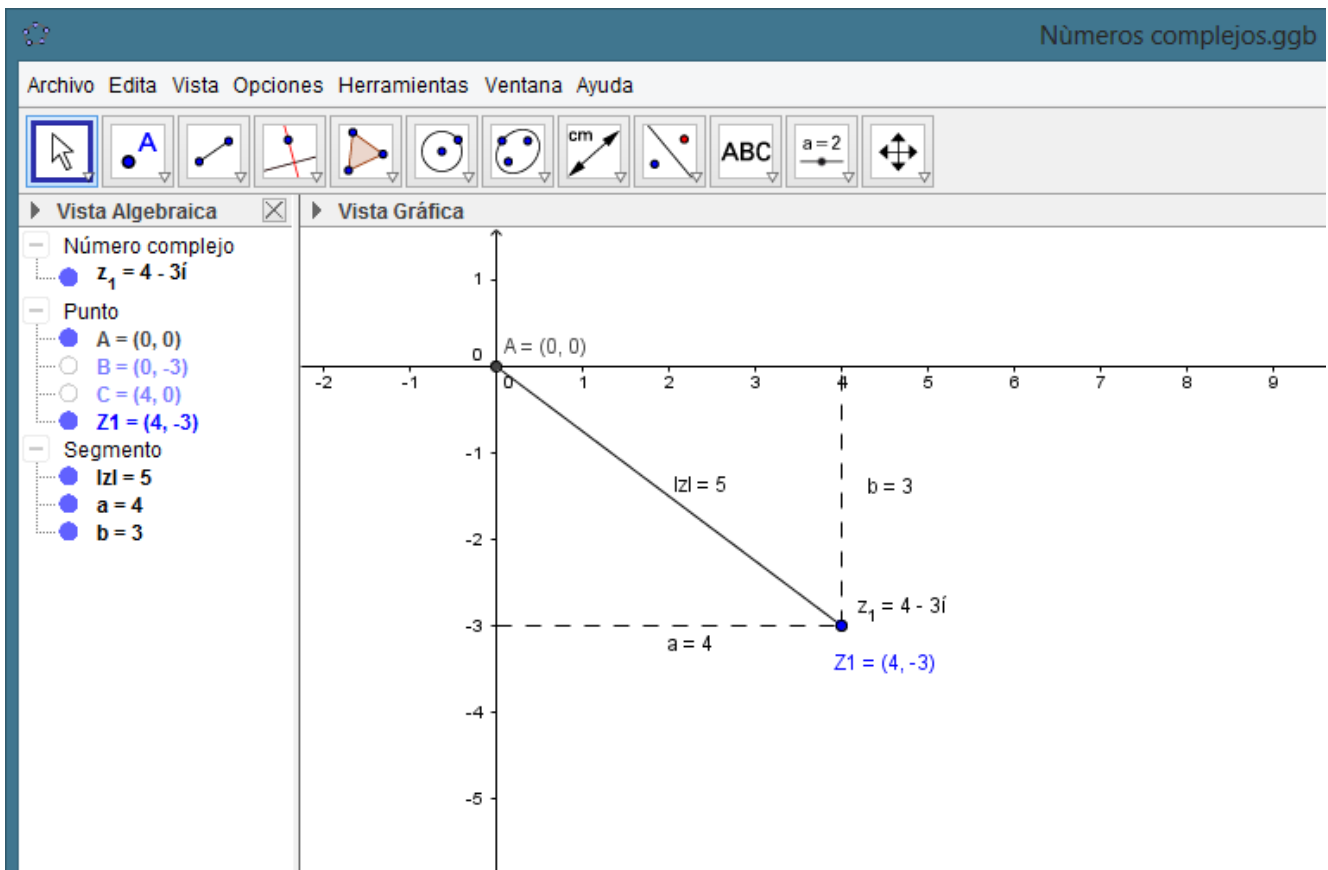 Nùmeros complejos.ggb
Archivo Edita Vista Opciones Herramientas Ventana Ayuda
A cm ABC a = 2
Vista Algebraica
Vista Gráfica
Número complejo
z1 = 4 - 3í
Punto
A = (0, 0)
B = (0, -3)
C = (4, 0)
Z1 = (4, -3)
Segmento
|z| = 5
a = 4
b = 3
1
0 A = (0, 0)
-2 -1 0 1 2 3 4 5 6 7 8 9
-1
|z| = 5 b = 3
-2
z1 = 4 - 3í
-3
a = 4
Z1 = (4, -3)
-4
-5